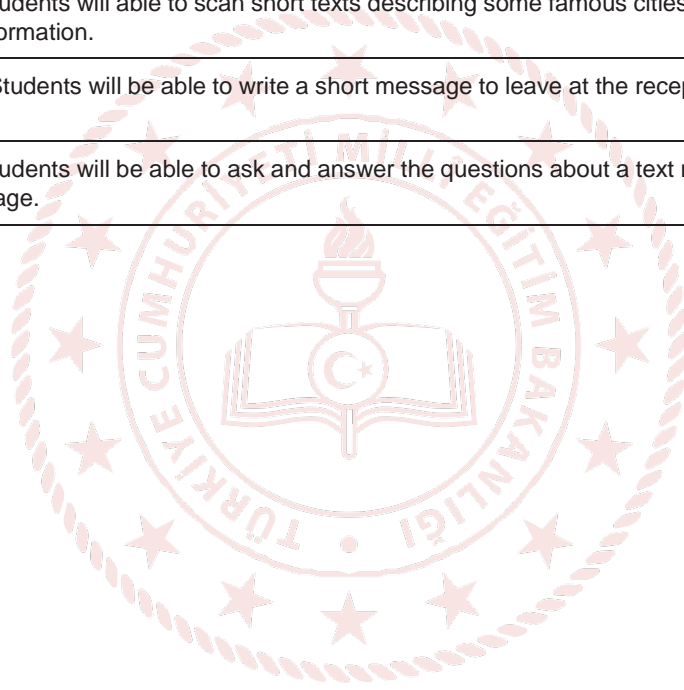 udents will able to scan short texts describing some famous cities
ormation.
Students will be able to write a short message to leave at the recep
udents will be able to ask and answer the questions about a text
age.
TÜRKİYE CUMHURİYETİ MİLLÎ EĞİTİM BAKANLIĞI